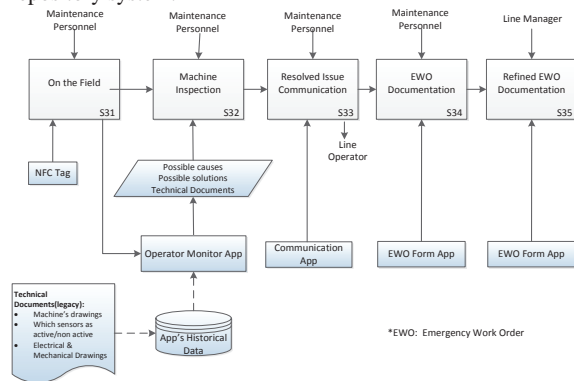 Maintenance
Personnel
Maintenance
Personnel
Maintenance
Personnel
Maintenance
Personnel
Line Manager
On the Field
S31
Machine
Inspection
S32
Resolved Issue
Communication
S33
EWO
Documentation
S34
Refined EWO
Documentation
S35
Line
Operator
NFC Tag
Possible causes
Possible solutions
Technical Documents
Operator Monitor App
Communication
App
EWO Form App
EWO Form App
Technical
Documents(legacy):
• Machine's drawings
• Which sensors as
active/non active
• Electrical &
Mechanical Drawings
App's Historical
Data
*EWO: Emergency Work
Order